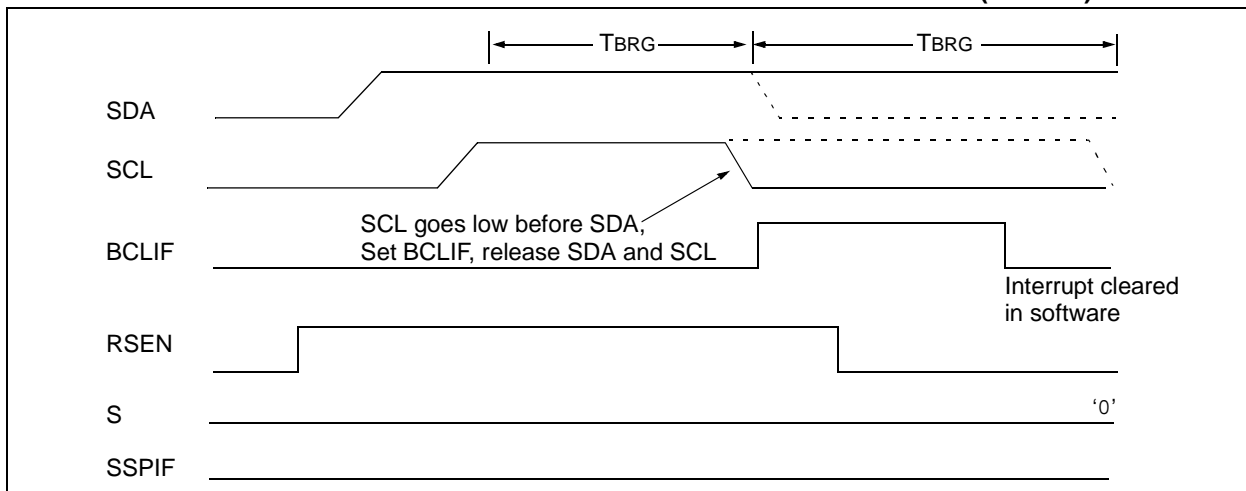 TBRG TBRG
SDA
SCL
SCL goes low before SDA,
Set BCLIF, release SDA and SCL
BCLIF
Interrupt cleared
in software
RSEN
S
‘0’
SSPIF